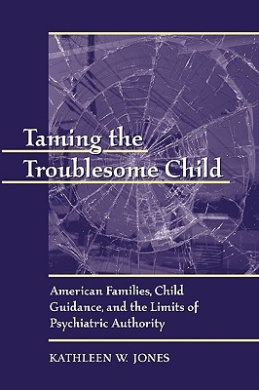 Taming the
Troublesome Child
American Families, Child
Guidance, and the Limits of
Psychiatric Authority
KATHLEEN W. JONES